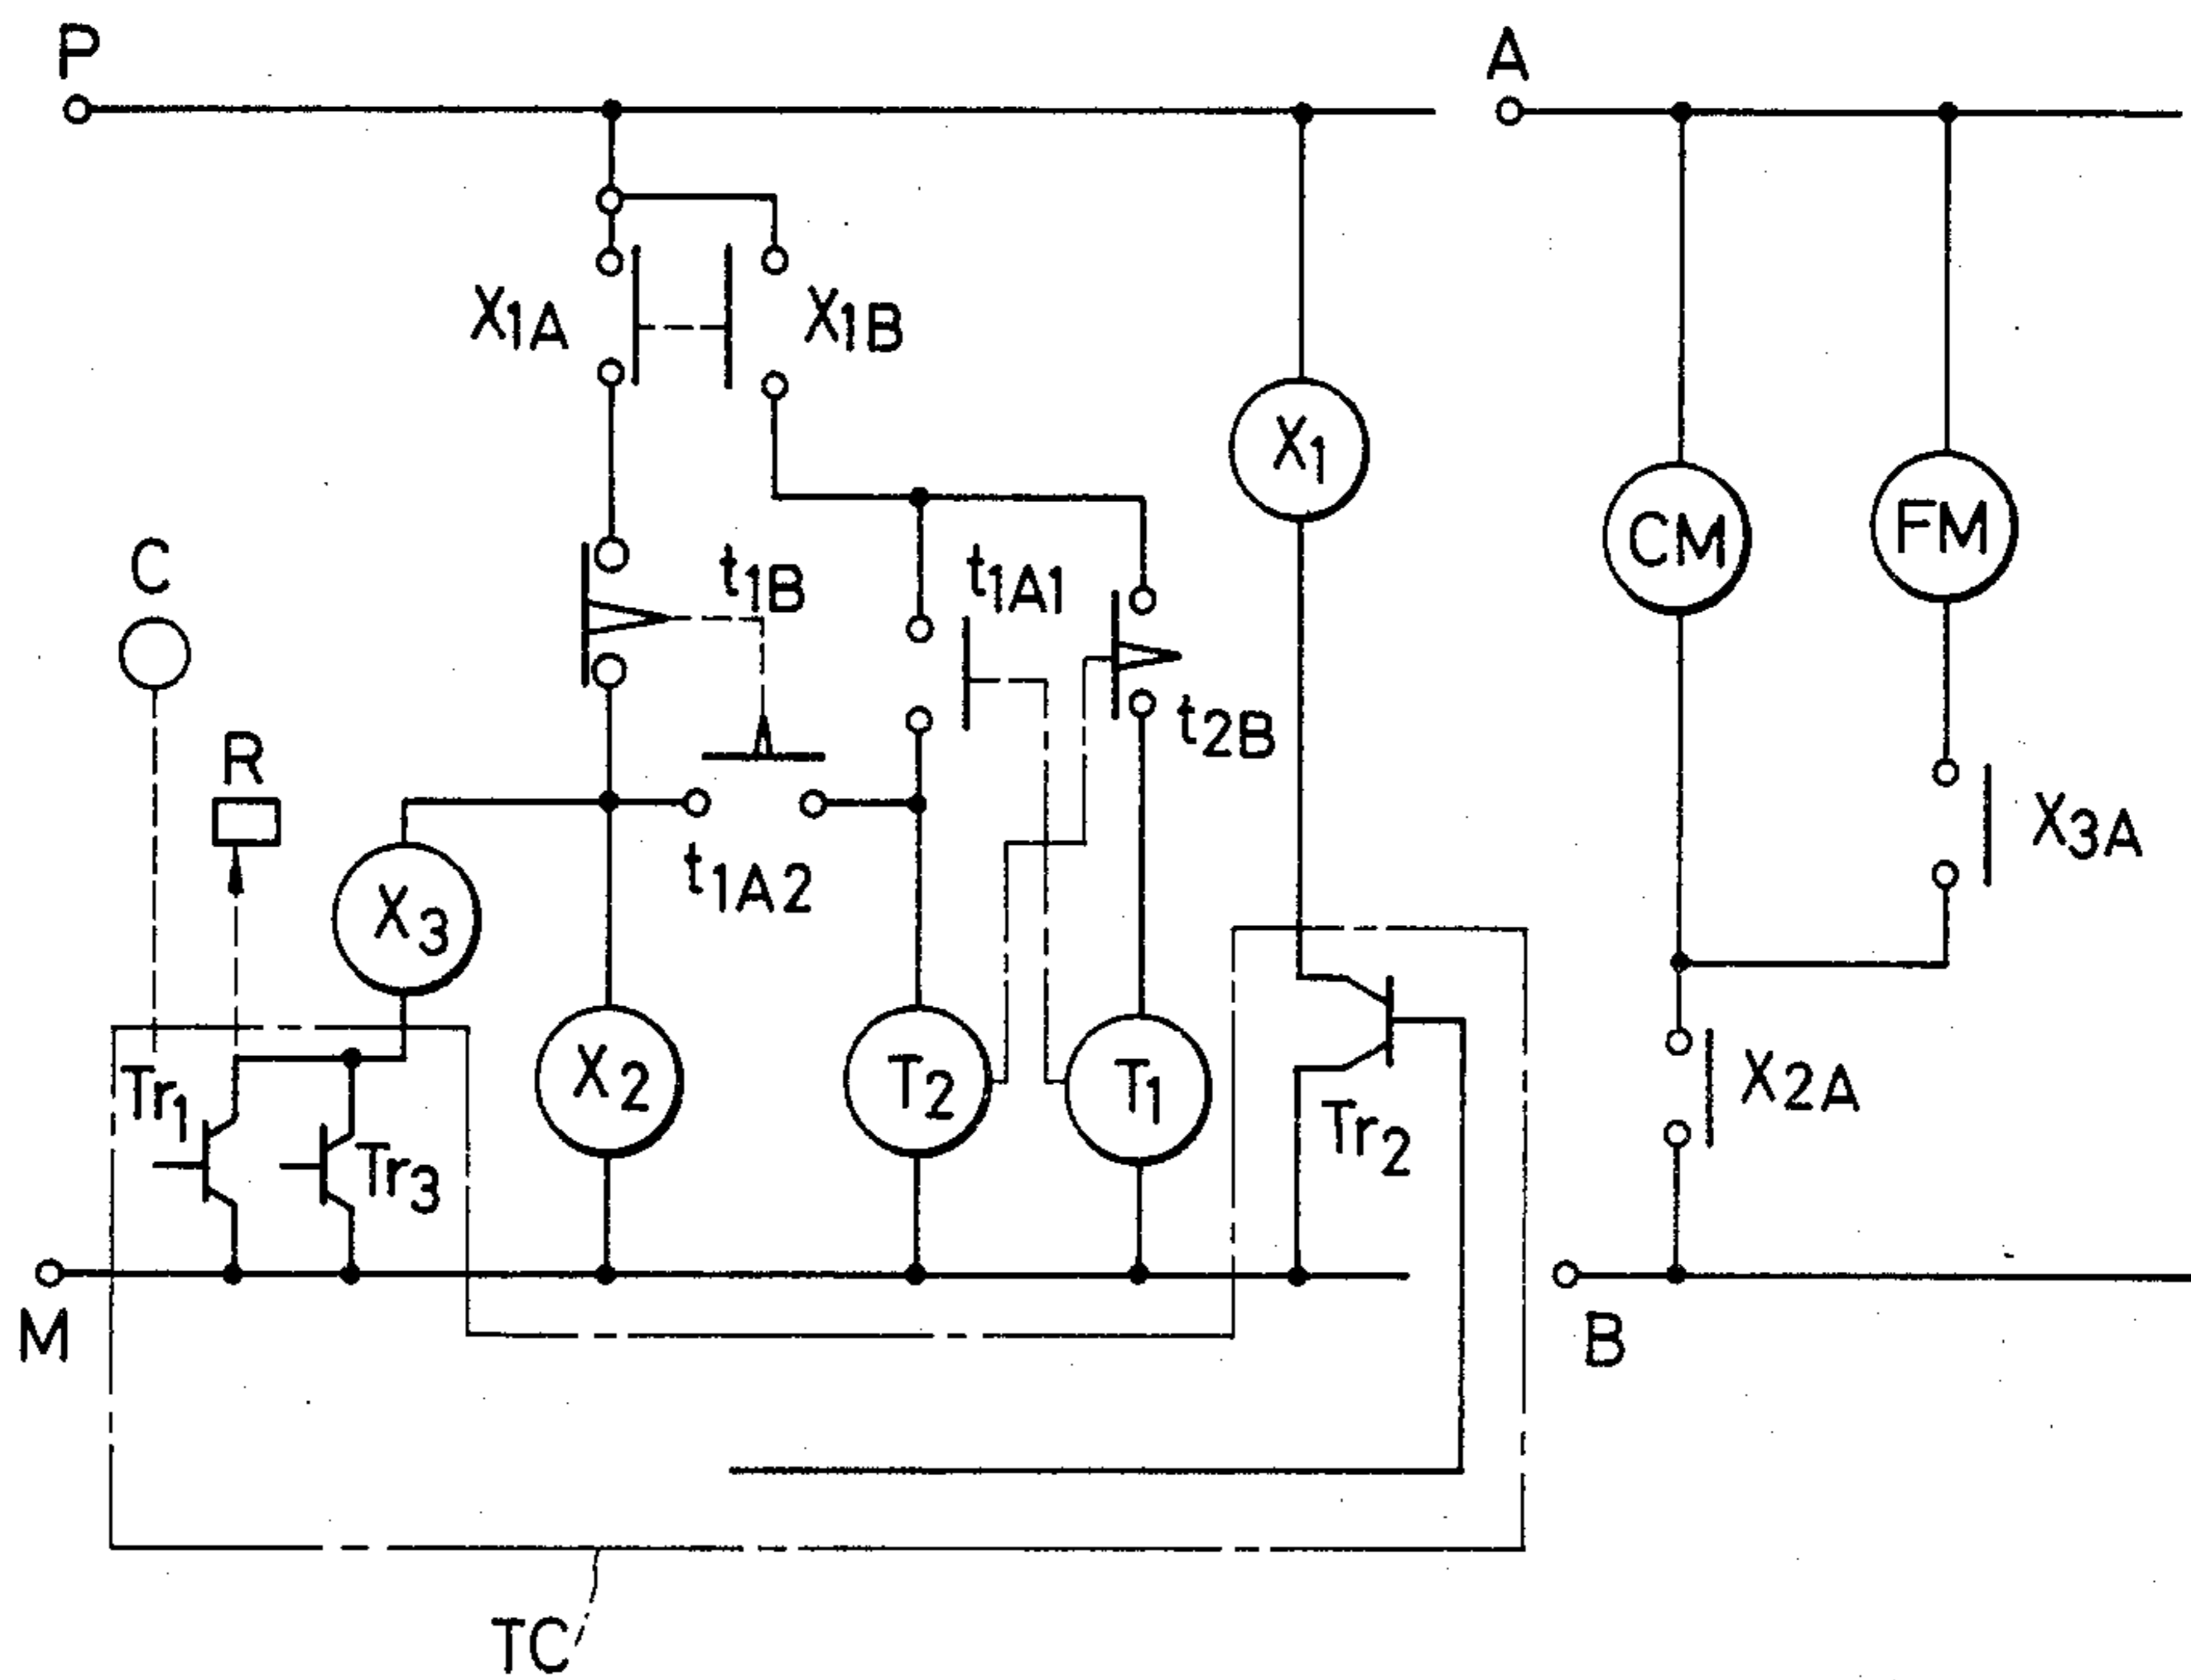 P
A
X1A
X1B
X1
CM
FM
C
t1B
t1A1
t2B
R
X3A
t1A2
X3
X2
T2
T1
X2A
Tr1
Tr3
Tr2
M
B
TC